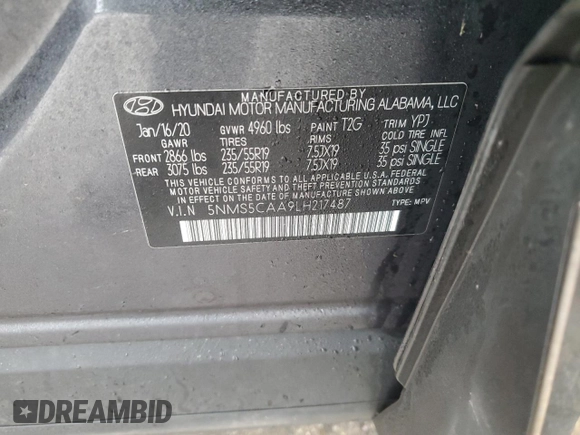 MANUFACTURED BY
HYUNDAI MOTOR MANUFACTURING ALABAMA, LLC
Jan/16/20 GVWR 4960 lbs PAINT T2G TRIM YPJ
GAWR TIRES RIMS COLD TIRE INFL
FRONT 2866 lbs 235/55R19 7.5JX19 35 psi SINGLE
REAR 3075 lbs 235/55R19 7.5JX19 35 psi SINGLE
THIS VEHICLE CONFORMS TO ALL APPLICABLE U.S.A. FEDERAL
MOTOR VEHICLE SAFETY AND THEFT PREVENTION STANDARDS
IN EFFECT ON THE DATE OF MANUFACTURE SHOWN ABOVE.
V.I.N 5NMS5CAA9LH217487 TYPE: MPV
DREAMBID